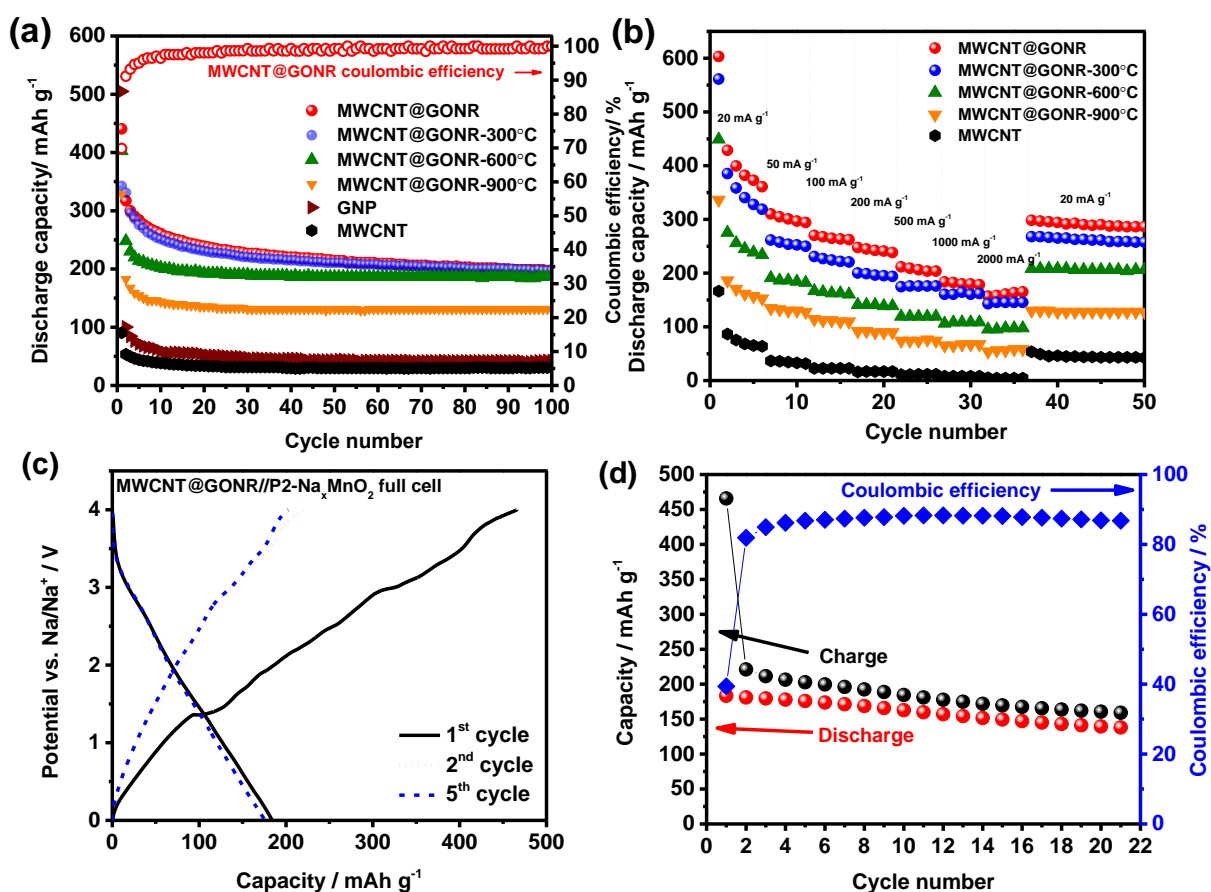 (a)
600
500
400
300
200
100
0
Discharge capacity/ mAh g⁻¹
MWCNT@GONR coulombic efficiency
MWCNT@GONR
MWCNT@GONR-300°C
MWCNT@GONR-600°C
MWCNT@GONR-900°C
GNP
MWCNT
100
90
80
70
60
50
40
30
20
10
0
Coulombic efficiency/ %
0 10 20 30 40 50 60 70 80 90 100
Cycle number
(b)
600
500
400
300
200
100
0
Discharge capacity / mAh g⁻¹
MWCNT@GONR
MWCNT@GONR-300°C
MWCNT@GONR-600°C
MWCNT@GONR-900°C
MWCNT
20 mA g⁻¹
50 mA g⁻¹
100 mA g⁻¹
200 mA g⁻¹
500 mA g⁻¹
1000 mA g⁻¹
2000 mA g⁻¹
20 mA g⁻¹
0 10 20 30 40 50
Cycle number
(c)
MWCNT@GONR//P2-NaₓMnO₂ full cell
4
3
2
1
0
Potential vs. Na/Na⁺ / V
1ˢᵗ cycle
2ⁿᵈ cycle
5ᵗʰ cycle
0 100 200 300 400 500
Capacity / mAh g⁻¹
(d)
500
450
400
350
300
250
200
150
100
50
0
Capacity / mAh g⁻¹
Coulombic efficiency
Charge
Discharge
100
80
60
40
20
0
Coulombic efficiency / %
0 2 4 6 8 10 12 14 16 18 20 22
Cycle number